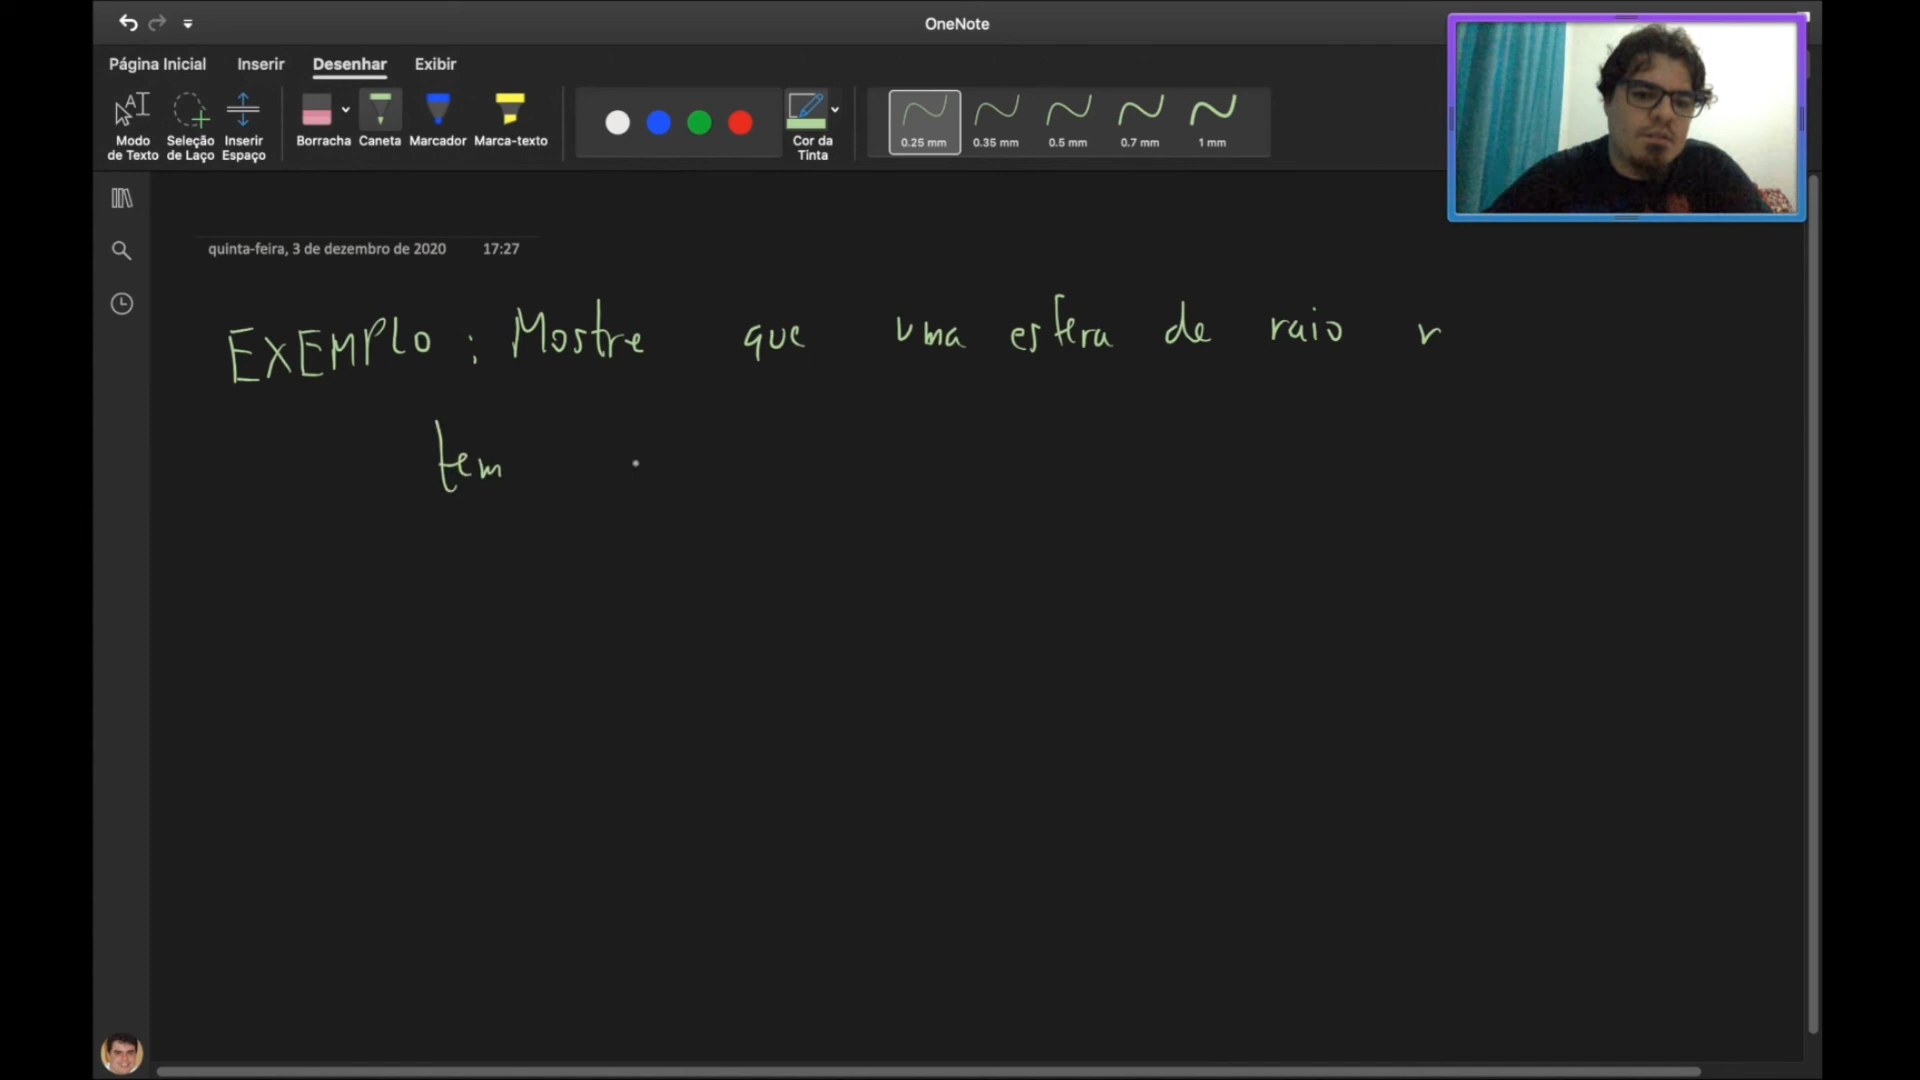 OneNote
Página Inicial Inserir Desenhar Exibir
Modo de Texto
Seleção de Laço
Inserir Espaço
Borracha
Caneta
Marcador
Marca-texto
Cor da Tinta
0.25 mm
0.35 mm
0.5 mm
0.7 mm
1 mm
quinta-feira, 3 de dezembro de 2020 17:27
EXEMPLO : Mostre que uma esfera de raio r
tem